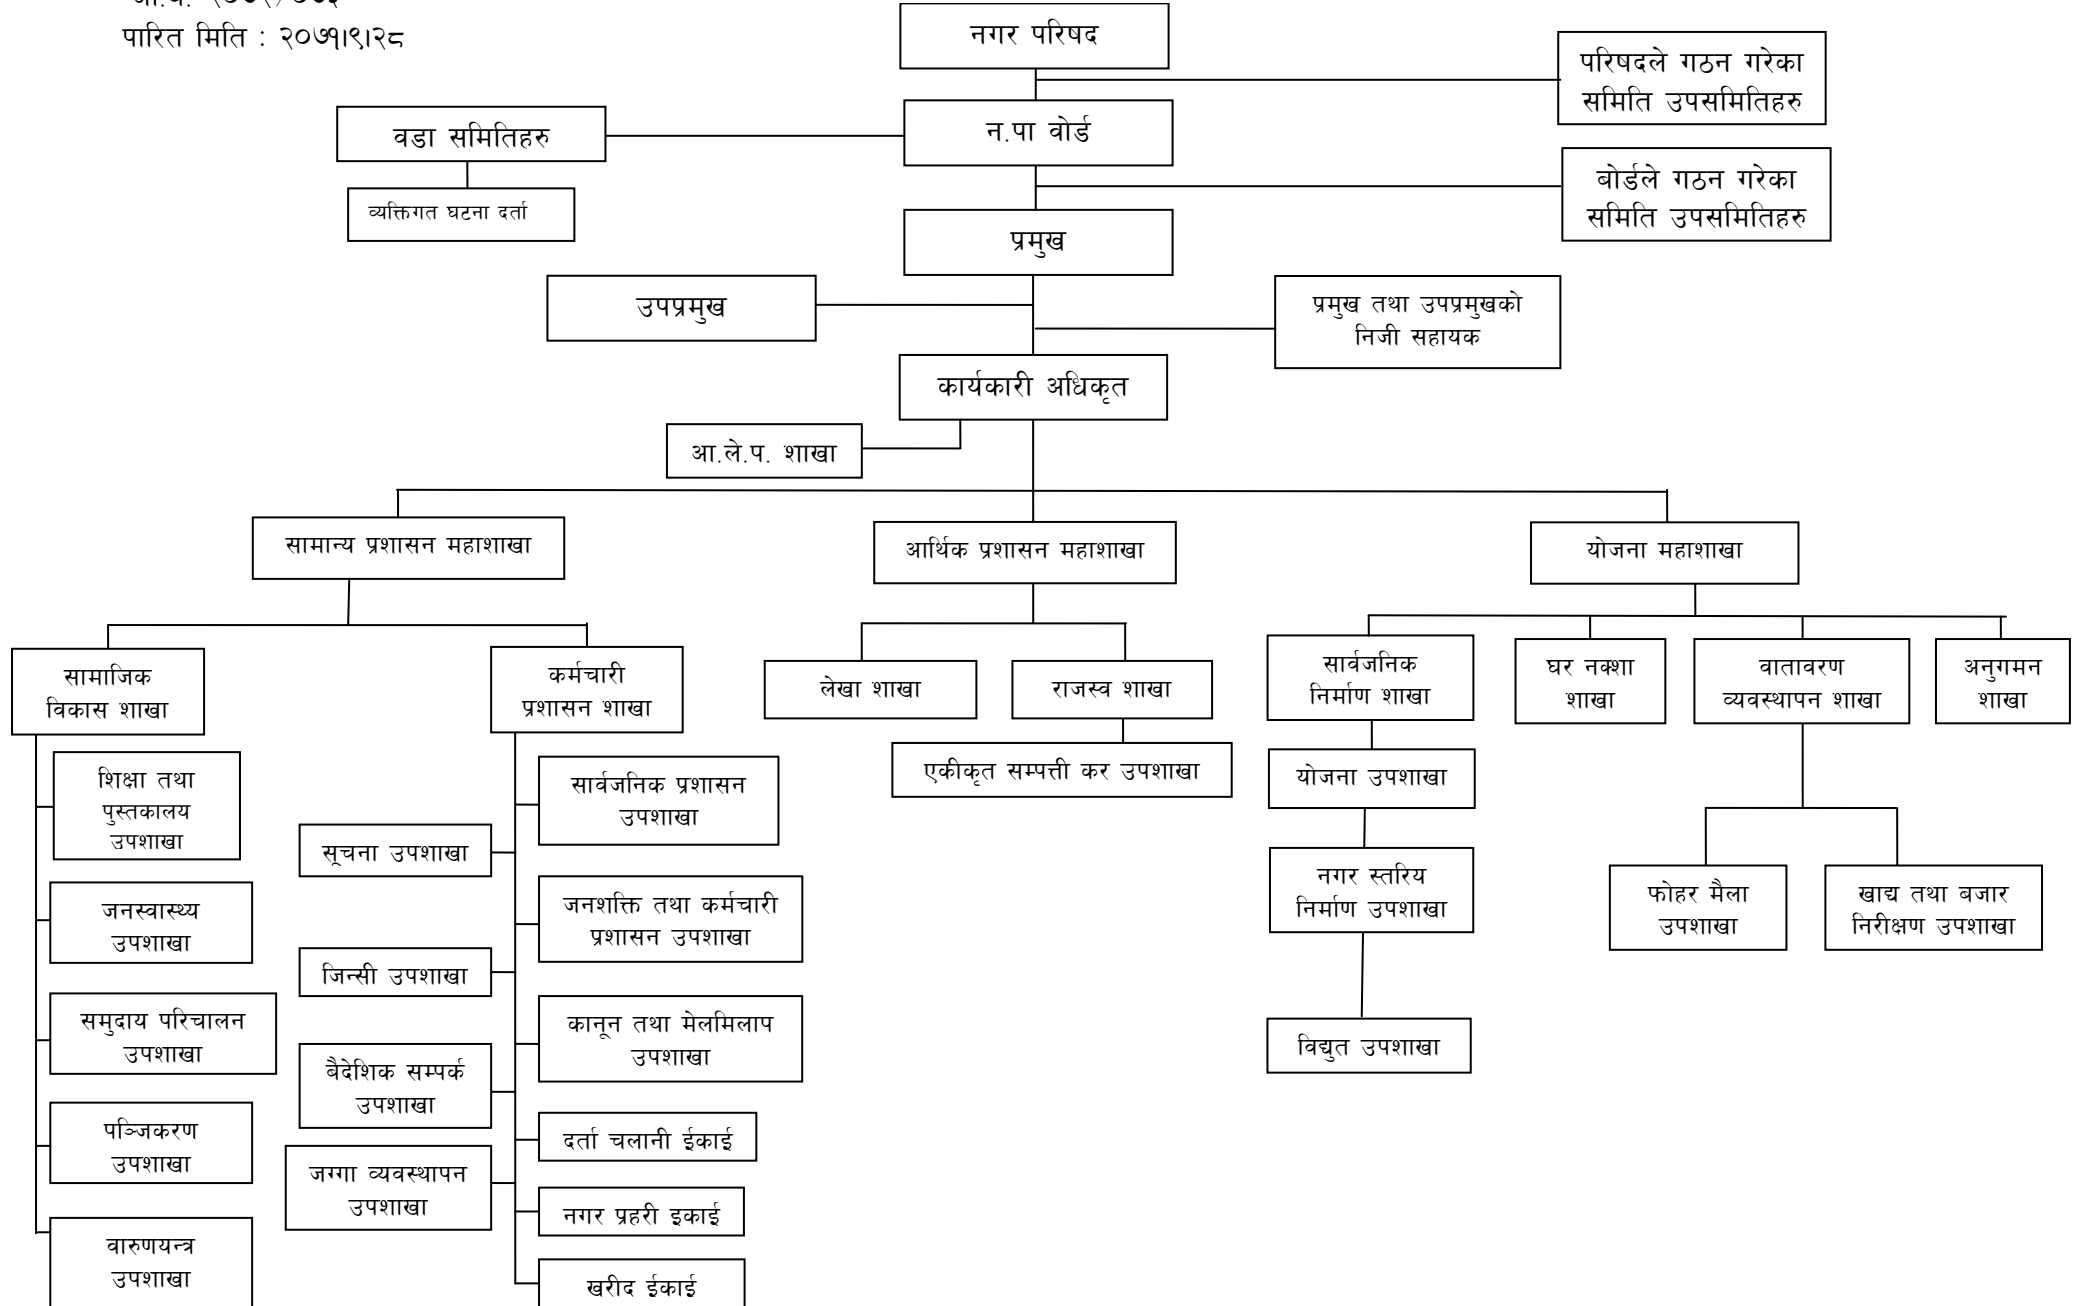 पारित मिति : २०७१।९।२८
नगर परिषद
परिषदले गठन गरेका
समिति उपसमितिहरु
वडा समितिहरु
न.पा वोर्ड
बोर्डले गठन गरेका
समिति उपसमितिहरु
व्यक्तिगत घटना दर्ता
प्रमुख
उपप्रमुख
प्रमुख तथा उपप्रमुखको
निजी सहायक
कार्यकारी अधिकृत
आ.ले.प. शाखा
सामान्य प्रशासन महाशाखा
आर्थिक प्रशासन महाशाखा
योजना महाशाखा
सामाजिक
विकास शाखा
कर्मचारी
प्रशासन शाखा
लेखा शाखा
राजस्व शाखा
सार्वजनिक
निर्माण शाखा
घर नक्शा
शाखा
वातावरण
व्यवस्थापन शाखा
अनुगमन
शाखा
एकीकृत सम्पत्ती कर उपशाखा
योजना उपशाखा
शिक्षा तथा
पुस्तकालय
उपशाखा
सार्वजनिक प्रशासन
उपशाखा
सूचना उपशाखा
नगर स्तरिय
निर्माण उपशाखा
फोहर मैला
उपशाखा
खाद्य तथा बजार
निरीक्षण उपशाखा
जनस्वास्थ्य
उपशाखा
जनशक्ति तथा कर्मचारी
प्रशासन उपशाखा
जिन्सी उपशाखा
समुदाय परिचालन
उपशाखा
कानून तथा मेलमिलाप
उपशाखा
विद्युत उपशाखा
बैदेशिक सम्पर्क
उपशाखा
पञ्जिकरण
उपशाखा
दर्ता चलानी ईकाई
जग्गा व्यवस्थापन
उपशाखा
नगर प्रहरी इकाई
वारुणयन्त्र
उपशाखा
खरीद ईकाई